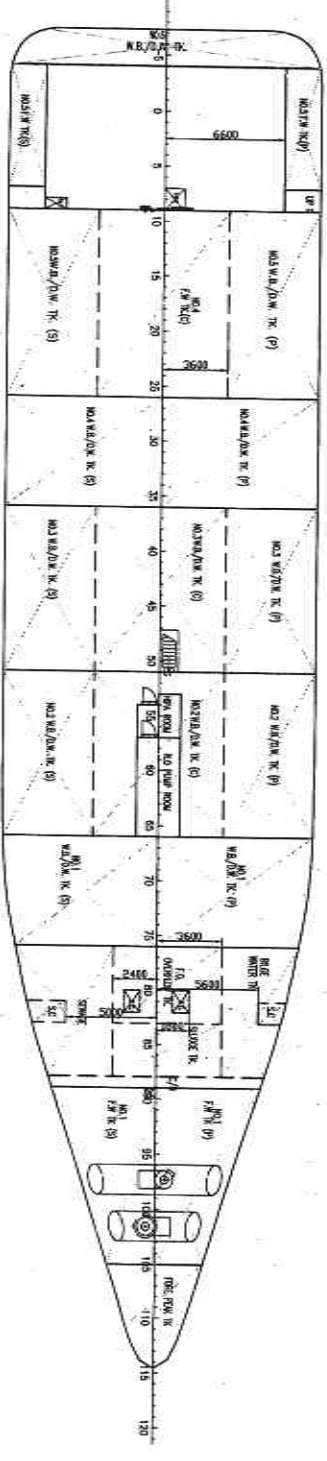 W.B./D.W. TK.
-5
NO.5 F.W TK(S)
NO.5 F.W TK(P)
0
6600
5
10
NO.5W.B./D.W. TK. (S)
NO.4
F.W TK.(C)
NO.5 W.B./D.W. TK. (P)
15
20
3600
25
NO.4 W.B./D.W. TK (S)
NO.4 W.B./D.W. TK (P)
30
35
NO.3 W.B./D.W. TK. (S)
NO.3W.B./D.W. TK (C)
NO.3 W.B./D.W. TK (P)
40
45
50
NO.2 W.B./D.W. TK (S)
NO.2W.B./D.W. TK (C)
NO.2 W.B./D.W. TK (P)
55
60
PUMP ROOM
65
NO.1
W.B./D.W TK (S)
NO.1
W.B./D.W TK (P)
70
75
3600
BILGE
WATER TK
F.O.
OVERFLOW TK
2400
5600
80
S.C
S.C
SEWAGE
5000
SLUDGE TK.
85
90
NO.1
F.W TK (S)
NO.1
F.W TK (P)
95
100
105
FORE PEAK TK
110
115
120